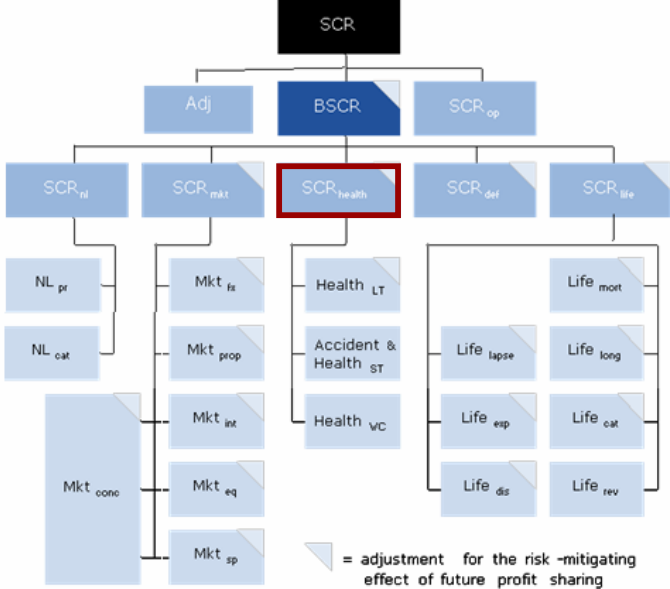 SCR
Adj
BSCR
SCR op
SCR nl
SCR mkt
SCR health
SCR def
SCR life
NL pr
Mkt fx
Health LT
Life mort
NL cat
Mkt prop
Accident &
Health ST
Life lapse
Life long
Mkt conc
Mkt int
Health WC
Life exp
Life cat
Mkt eq
Life dis
Life rev
Mkt sp
= adjustment for the risk -mitigating
effect of future profit sharing